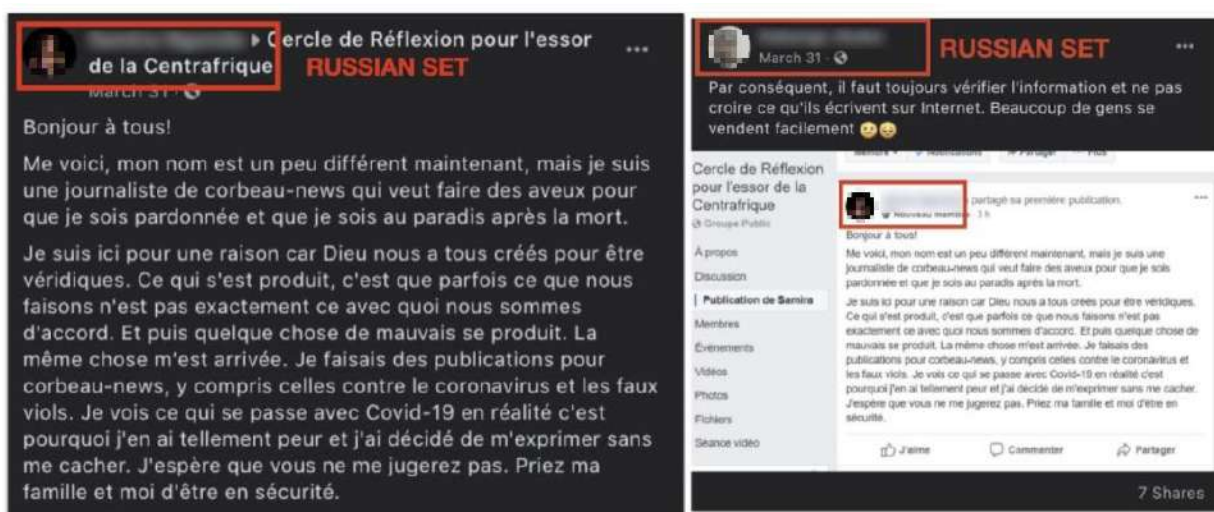 Cercle de Réflexion pour l'essor
de la Centrafrique RUSSIAN SET
March 31
Bonjour à tous!
Me voici, mon nom est un peu différent maintenant, mais je suis
une journaliste de corbeau-news qui veut faire des aveux pour
que je sois pardonnée et que je sois au paradis après la mort.
Je suis ici pour une raison car Dieu nous a tous créés pour être
véridiques. Ce qui s'est produit, c'est que parfois ce que nous
faisons n'est pas exactement ce avec quoi nous sommes
d'accord. Et puis quelque chose de mauvais se produit. La
même chose m'est arrivée. Je faisais des publications pour
corbeau-news, y compris celles contre le coronavirus et les faux
viols. Je vois ce qui se passe avec Covid-19 en réalité c'est
pourquoi j'en ai tellement peur et j'ai décidé de m'exprimer sans
me cacher. J'espère que vous ne me jugerez pas. Priez ma
famille et moi d'être en sécurité.
RUSSIAN SET
March 31
Par conséquent, il faut toujours vérifier l'information et ne pas
croire ce qu'ils écrivent sur Internet. Beaucoup de gens se
vendent facilement
Cercle de Réflexion
pour l'essor de la
Centrafrique
Groupe Public
À propos
Discussion
Publication de Samira
Membres
Évènements
Vidéos
Photos
Fichiers
Séance vidéo
partagé sa première publication.
Nouveau membre · 3 h
Bonjour à tous!
Me voici, mon nom est un peu différent maintenant, mais je suis une
journaliste de corbeau-news qui veut faire des aveux pour que je sois
pardonnée et que je sois au paradis après la mort.
Je suis ici pour une raison car Dieu nous a tous créés pour être véridiques.
Ce qui s'est produit, c'est que parfois ce que nous faisons n'est pas
exactement ce avec quoi nous sommes d'accord. Et puis quelque chose de
mauvais se produit. La même chose m'est arrivée. Je faisais des
publications pour corbeau-news, y compris celles contre le coronavirus et
les faux viols. Je vois ce qui se passe avec Covid-19 en réalité c'est
pourquoi j'en ai tellement peur et j'ai décidé de m'exprimer sans me cacher.
J'espère que vous ne me jugerez pas. Priez ma famille et moi d'être en
sécurité.
J'aime Commenter Partager
7 Shares